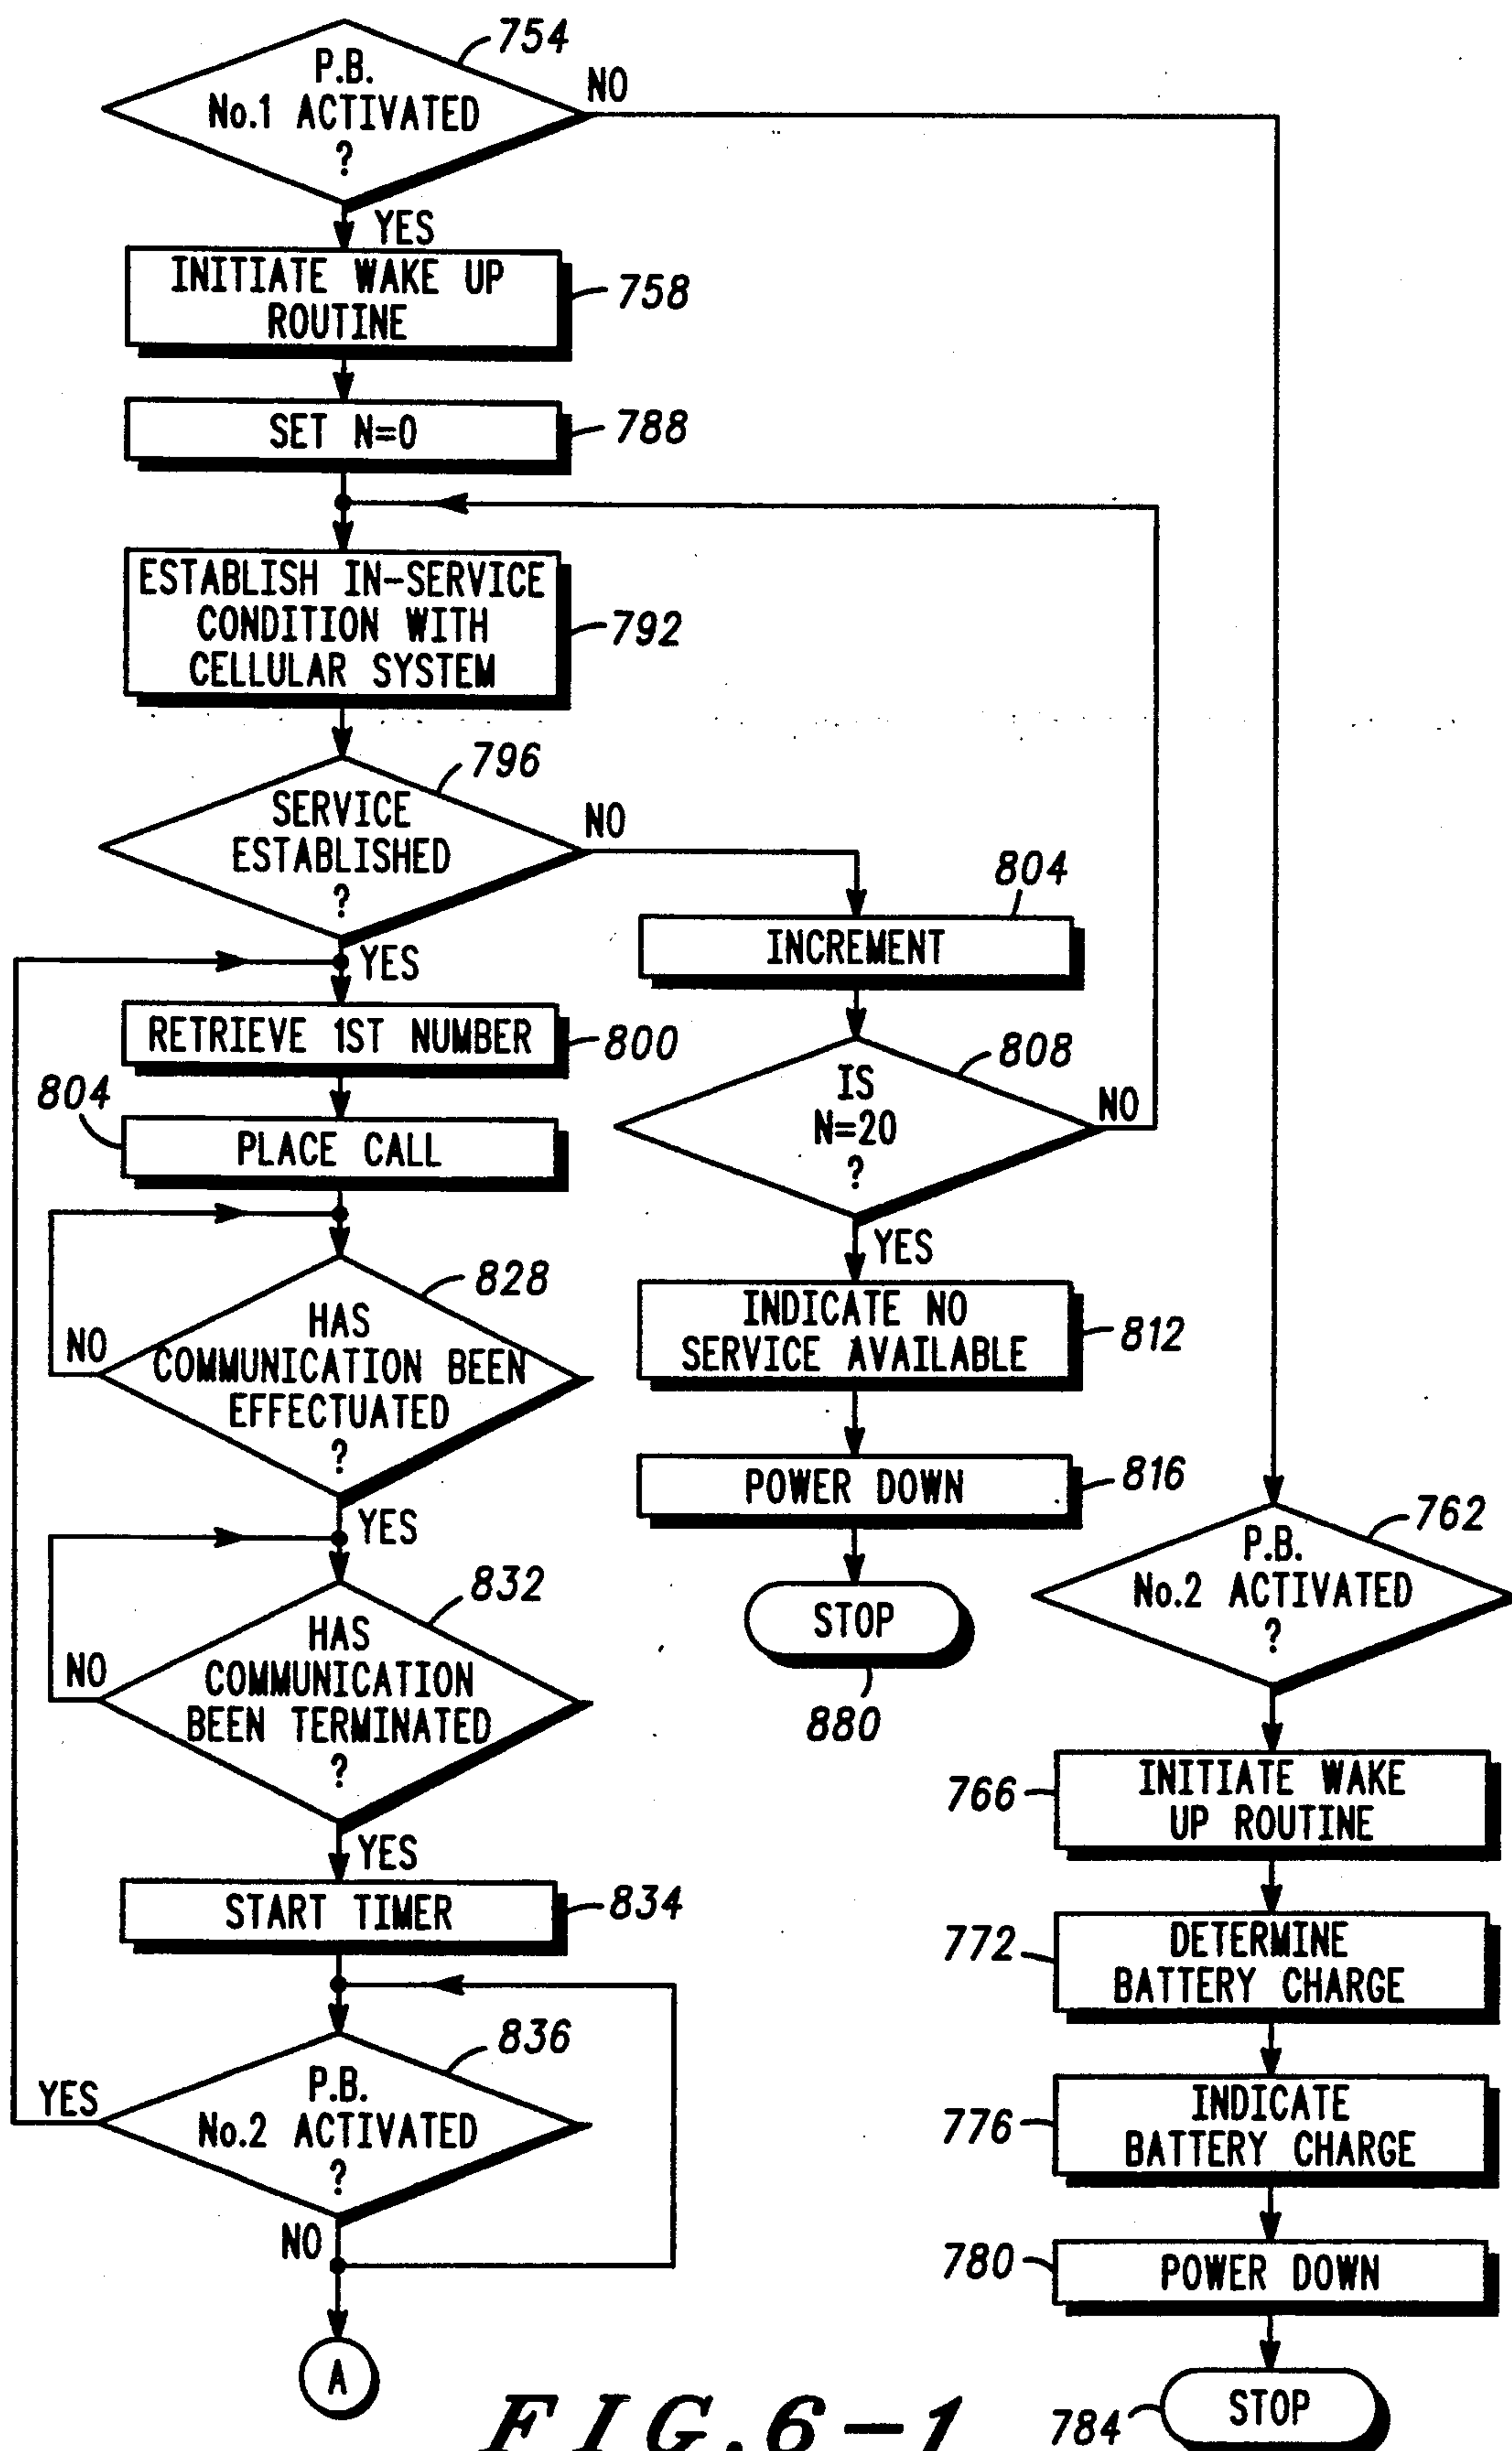 754
P.B.
No.1 ACTIVATED
?
NO
YES
INITIATE WAKE UP
ROUTINE
758
SET N=0
788
ESTABLISH IN-SERVICE
CONDITION WITH
CELLULAR SYSTEM
792
796
SERVICE
ESTABLISHED
?
NO
YES
RETRIEVE 1ST NUMBER
800
804
PLACE CALL
828
HAS
COMMUNICATION BEEN
EFFECTUATED
?
NO
YES
832
HAS
COMMUNICATION
BEEN TERMINATED
?
NO
YES
START TIMER
834
836
P.B.
No.2 ACTIVATED
?
YES
NO
A
804
INCREMENT
808
IS
N=20
?
NO
YES
INDICATE NO
SERVICE AVAILABLE
812
POWER DOWN
816
STOP
880
762
P.B.
No.2 ACTIVATED
?
766
INITIATE WAKE
UP ROUTINE
772
DETERMINE
BATTERY CHARGE
776
INDICATE
BATTERY CHARGE
780
POWER DOWN
784
STOP
FIG.6-1